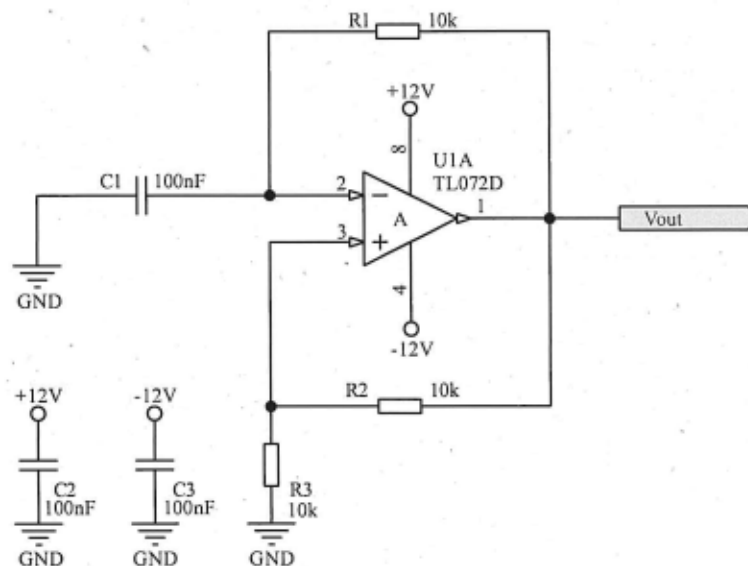 R1 10k
+12V
8
U1A
TL072D
C1 100nF
2
1
A
Vout
3
4
GND
-12V
+12V
-12V
R2 10k
C2
100nF
C3
100nF
R3
10k
GND
GND
GND